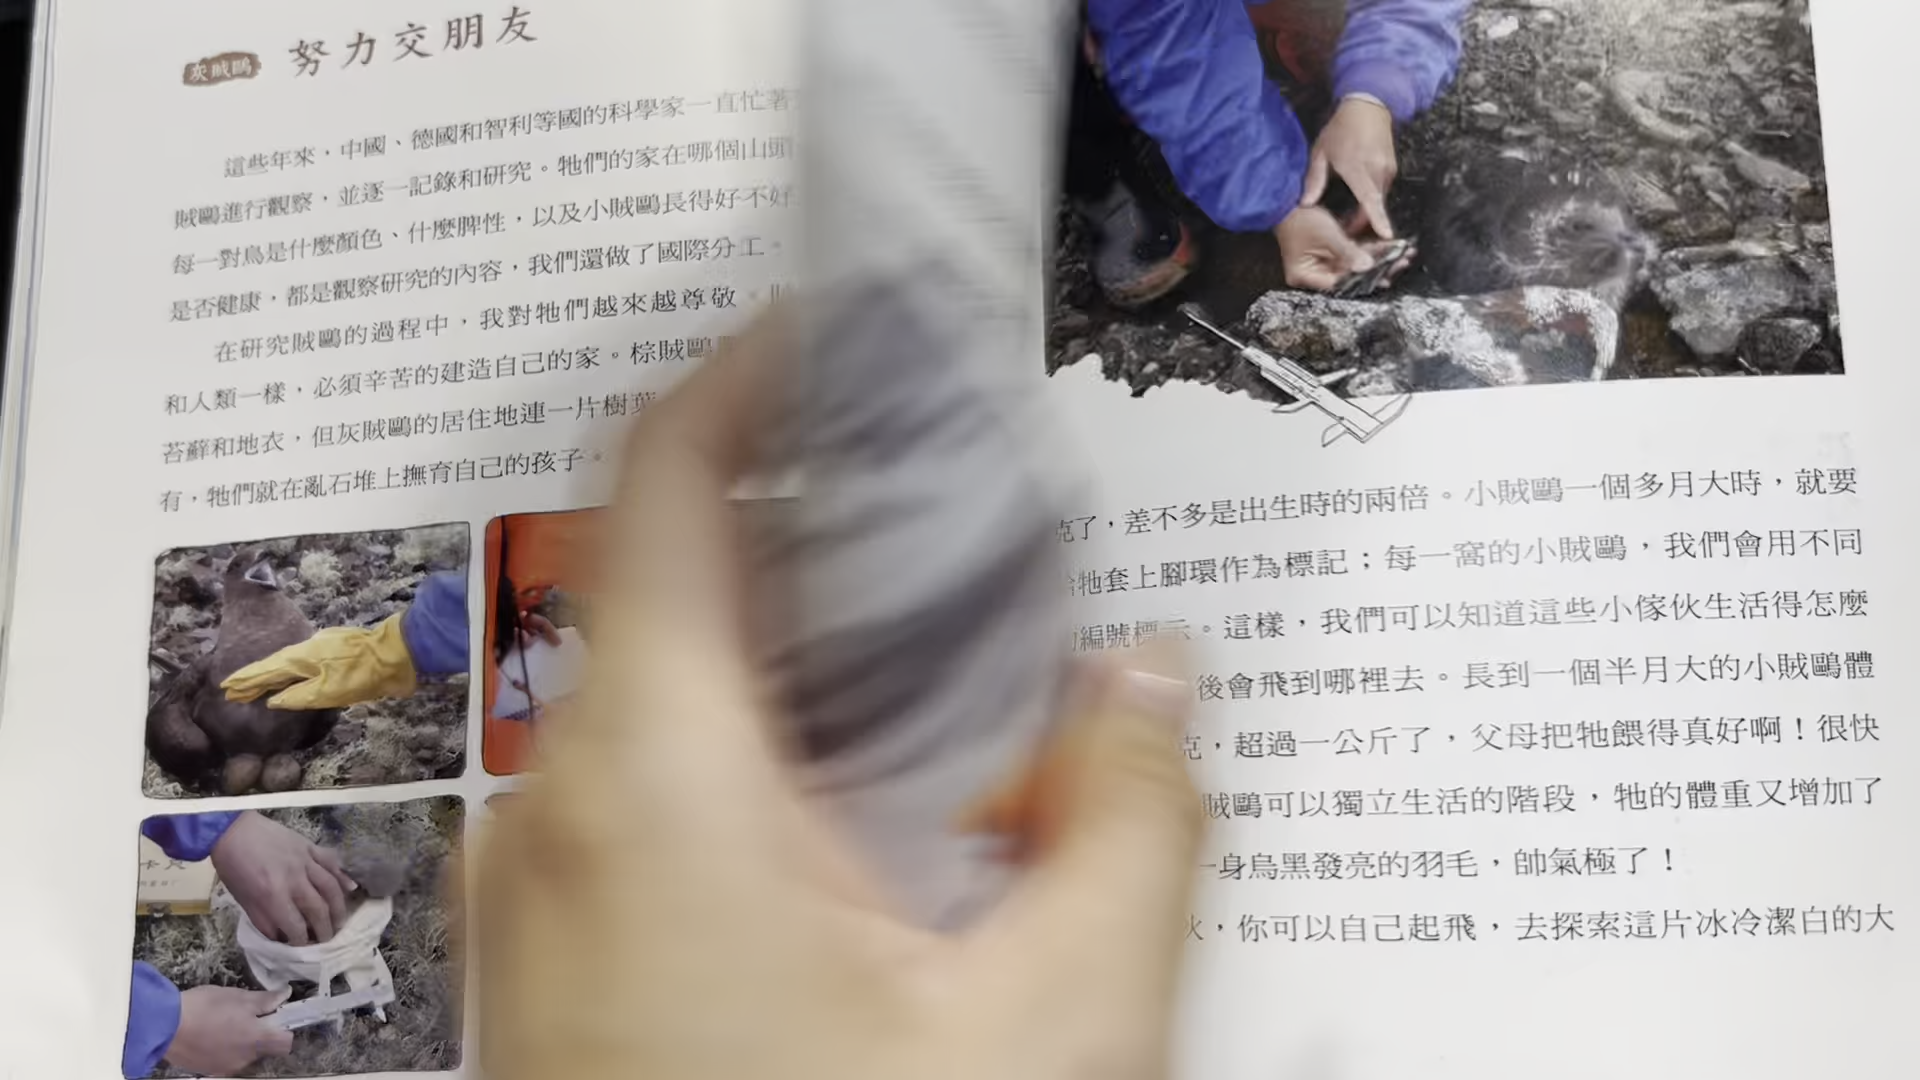 灰賊鷗 努力交朋友
這些年來，中國、德國和智利等國的科學家一直忙著
賊鷗進行觀察，並逐一記錄和研究。牠們的家在哪個山頭
每一對鳥是什麼顏色、什麼脾性，以及小賊鷗長得好不好
是否健康，都是觀察研究的內容，我們還做了國際分工。
在研究賊鷗的過程中，我對牠們越來越尊敬。
和人類一樣，必須辛苦的建造自己的家。棕賊鷗
苔蘚和地衣，但灰賊鷗的居住地連一片樹葉
有，牠們就在亂石堆上撫育自己的孩子。
克了，差不多是出生時的兩倍。小賊鷗一個多月大時，就要
給牠套上腳環作為標記；每一窩的小賊鷗，我們會用不同
編號標示。這樣，我們可以知道這些小傢伙生活得怎麼
後會飛到哪裡去。長到一個半月大的小賊鷗體
克，超過一公斤了，父母把牠餵得真好啊！很快
賊鷗可以獨立生活的階段，牠的體重又增加了
一身烏黑發亮的羽毛，帥氣極了！
伙，你可以自己起飛，去探索這片冰冷潔白的大